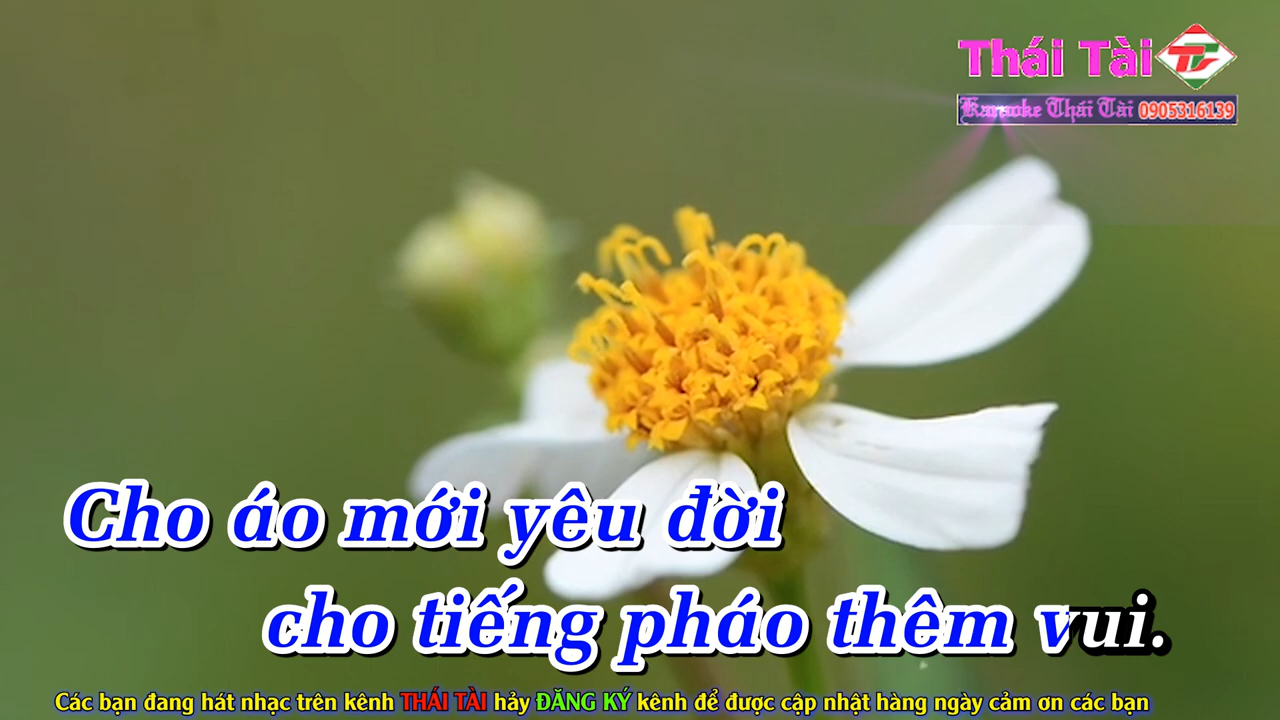 Thái Tài
Karaoke Thái Tài 0905316139
Cho áo mới yêu đời
cho tiếng pháo thêm vui.
Các bạn đang hát nhạc trên kênh THÁI TÀI hảy ĐĂNG KÝ kênh để được cập nhật hàng ngày cảm ơn các bạn